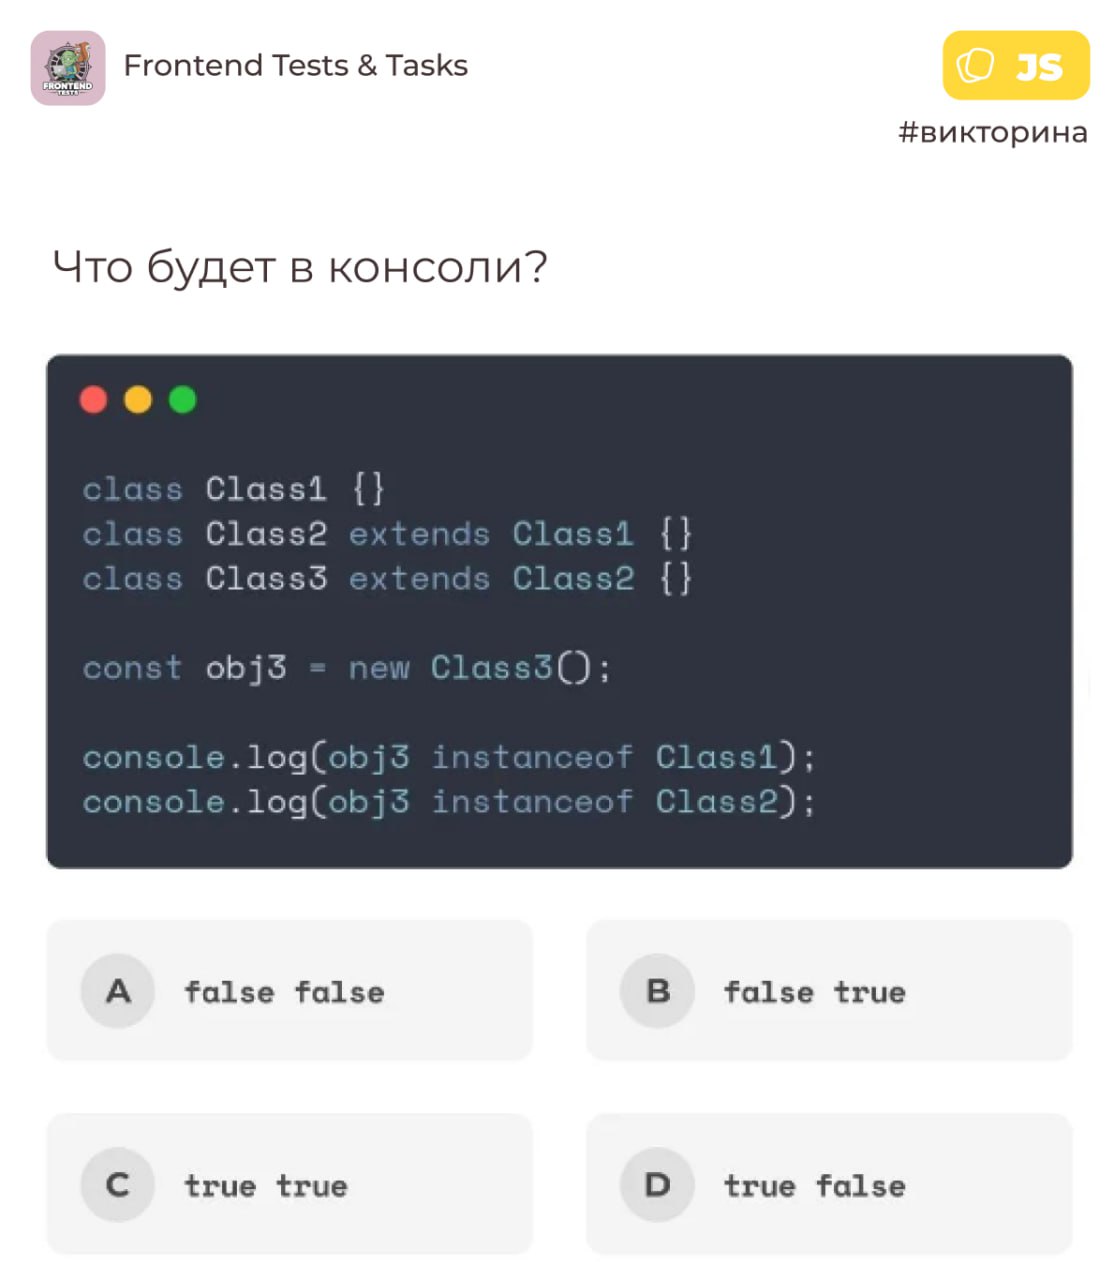 FRONTEND
TESTS
Frontend Tests & Tasks
JS
#викторина
Что будет в консоли?
class Class1 {}
class Class2 extends Class1 {}
class Class3 extends Class2 {}
const obj3 = new Class3();
console.log(obj3 instanceof Class1);
console.log(obj3 instanceof Class2);
A false false
B false true
C true true
D true false